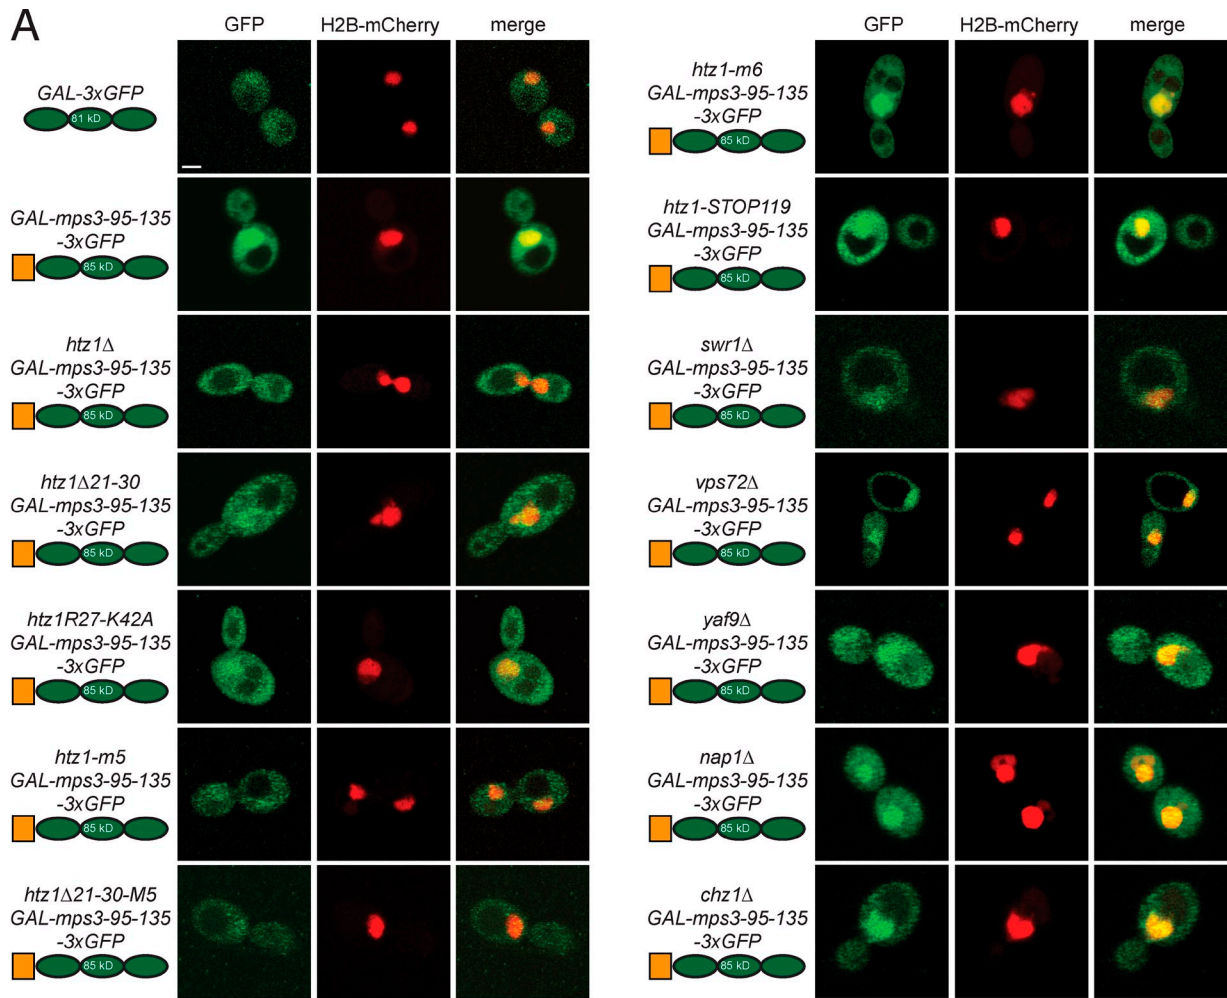 A
GFP H2B-mCherry merge
GAL-3xGFP
81 kD
GAL-mps3-95-135
-3xGFP
85 kD
htz1Δ
GAL-mps3-95-135
-3xGFP
85 kD
htz1Δ21-30
GAL-mps3-95-135
-3xGFP
85 kD
htz1R27-K42A
GAL-mps3-95-135
-3xGFP
85 kD
htz1-m5
GAL-mps3-95-135
-3xGFP
85 kD
htz1Δ21-30-M5
GAL-mps3-95-135
-3xGFP
85 kD
GFP H2B-mCherry merge
htz1-m6
GAL-mps3-95-135
-3xGFP
85 kD
htz1-STOP119
GAL-mps3-95-135
-3xGFP
85 kD
swr1Δ
GAL-mps3-95-135
-3xGFP
85 kD
vps72Δ
GAL-mps3-95-135
-3xGFP
85 kD
yaf9Δ
GAL-mps3-95-135
-3xGFP
85 kD
nap1Δ
GAL-mps3-95-135
-3xGFP
85 kD
chz1Δ
GAL-mps3-95-135
-3xGFP
85 kD